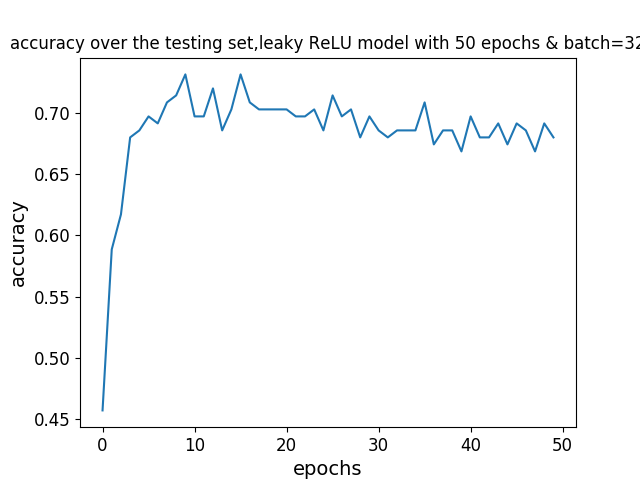 accuracy over the testing set,leaky ReLU model with 50 epochs & batch=32
0.70
0.65
0.60
0.55
0.50
0.45
accuracy
0 10 20 30 40 50
epochs